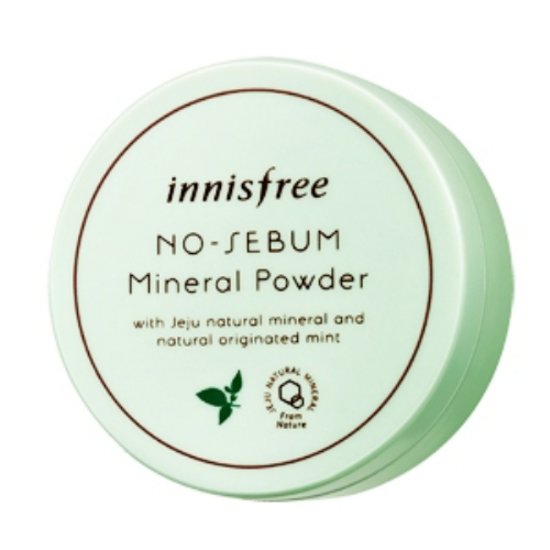 innisfree
NO-SEBUM
Mineral Powder
with Jeju natural mineral and
natural originated mint
JEJU NATURAL MINERAL
From
Nature